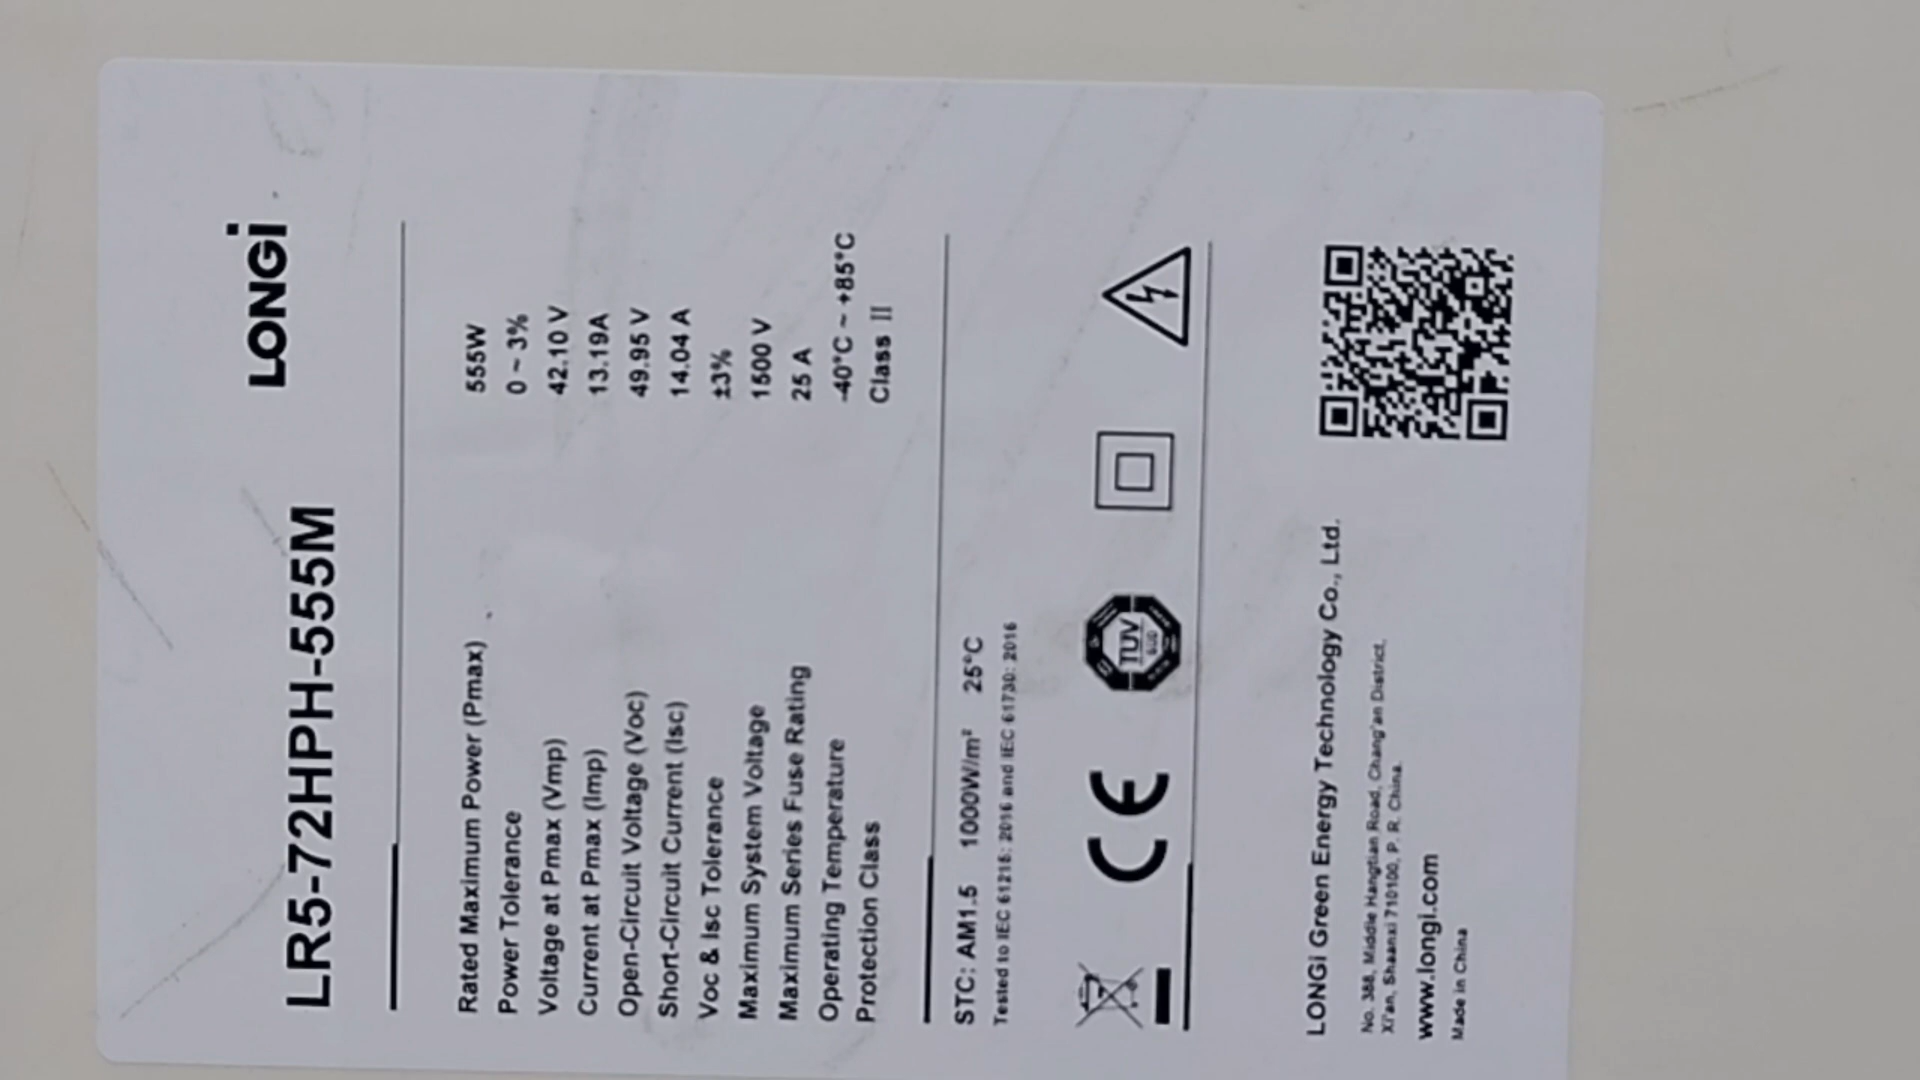 LONGi
LR5-72HPH-555M
Rated Maximum Power (Pmax) 555W
Power Tolerance 0 ~ 3%
Voltage at Pmax (Vmp) 42.10 V
Current at Pmax (Imp) 13.19A
Open-Circuit Voltage (Voc) 49.95 V
Short-Circuit Current (Isc) 14.04 A
Voc & Isc Tolerance ±3%
Maximum System Voltage 1500 V
Maximum Series Fuse Rating 25 A
Operating Temperature -40°C ~ +85°C
Protection Class Class II
STC: AM1.5 1000W/m² 25°C
Tested to IEC 61215: 2016 and IEC 61730: 2016
CE
TÜV
SÜD
LONGi Green Energy Technology Co., Ltd.
No. 388, Middle Hangtian Road, Chang'an District,
Xi'an, Shaanxi 710100, P. R. China.
www.longi.com
Made in China